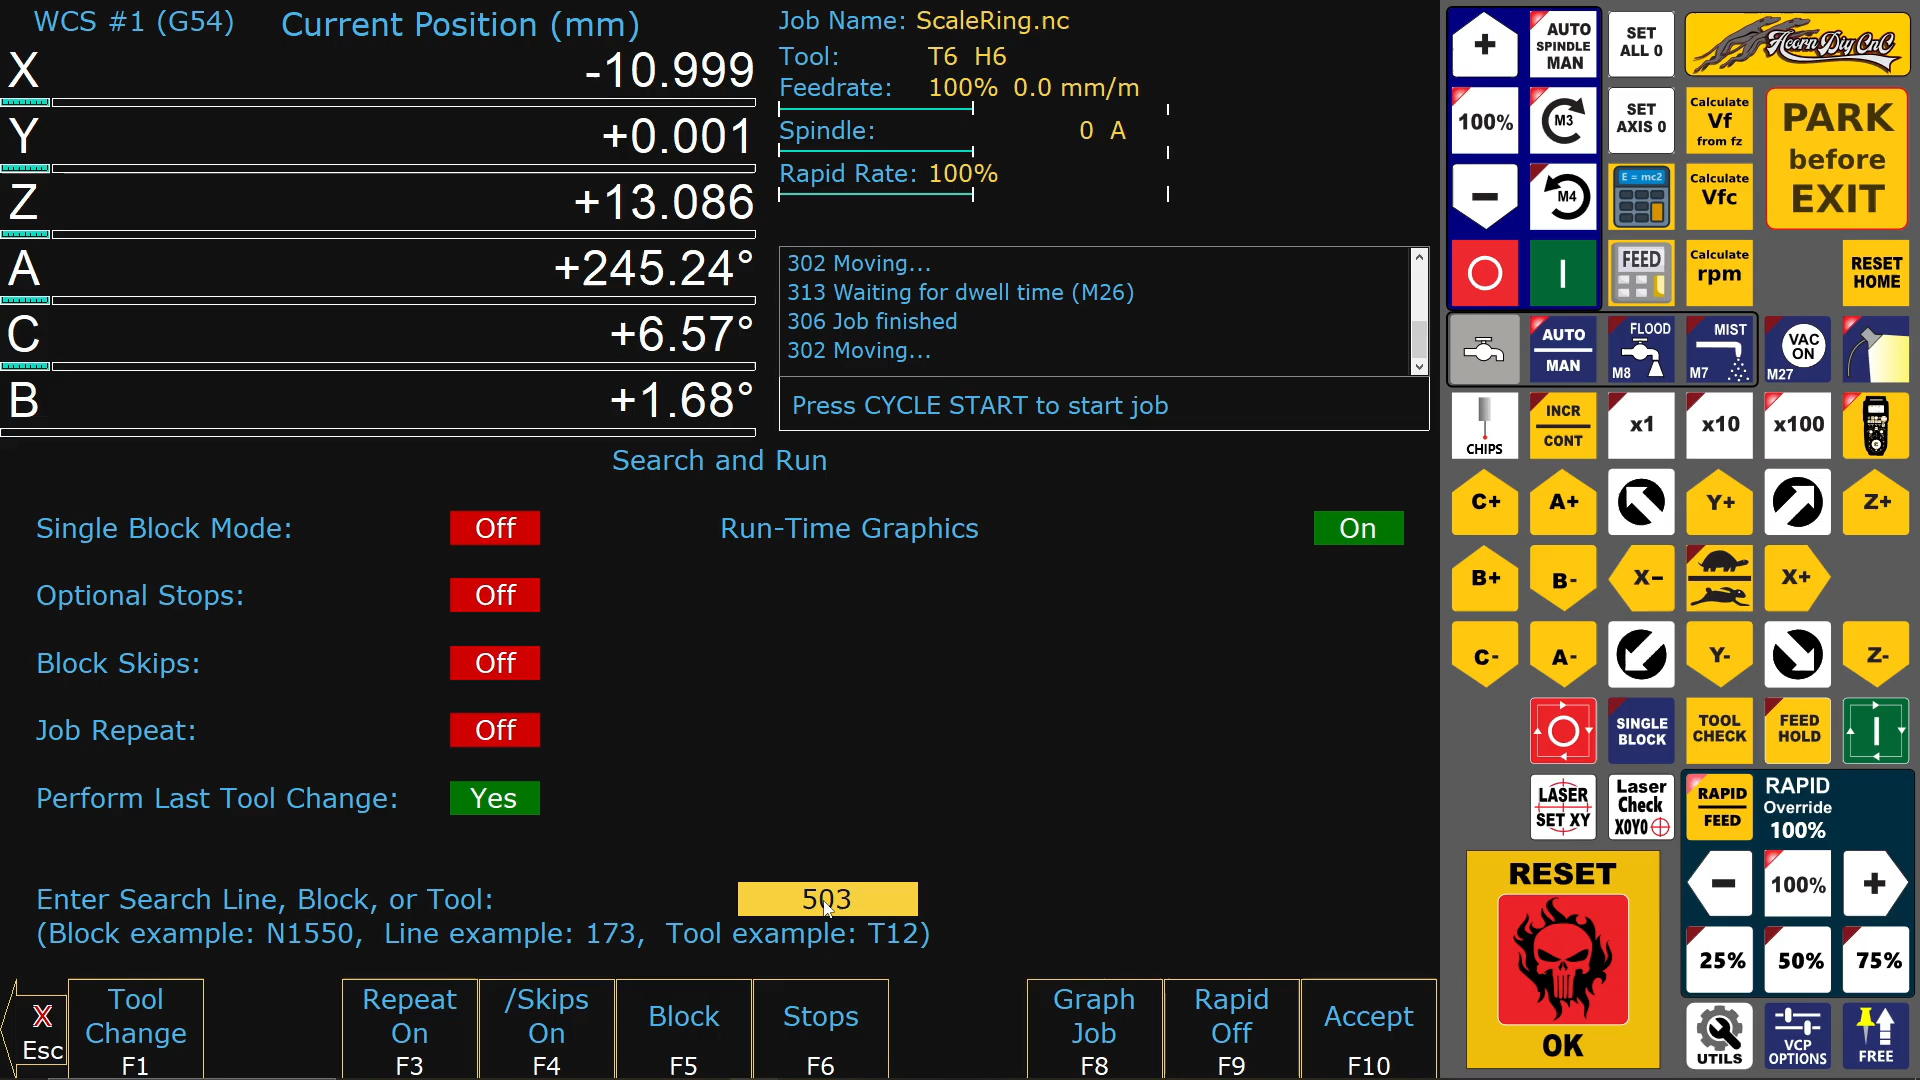 WCS #1 (G54)
Current Position (mm)
X -10.999
Y +0.001
Z +13.086
A +245.24°
C +6.57°
B +1.68°
Job Name: ScaleRing.nc
Tool: T6 H6
Feedrate: 100% 0.0 mm/m
Spindle: 0 A
Rapid Rate: 100%
302 Moving...
313 Waiting for dwell time (M26)
306 Job finished
302 Moving...
Press CYCLE START to start job
Search and Run
Single Block Mode: Off
Run-Time Graphics On
Optional Stops: Off
Block Skips: Off
Job Repeat: Off
Perform Last Tool Change: Yes
Enter Search Line, Block, or Tool: 503
(Block example: N1550, Line example: 173, Tool example: T12)
X
Esc
Tool
Change
F1
Repeat
On
F3
/Skips
On
F4
Block
F5
Stops
F6
Graph
Job
F8
Rapid
Off
F9
Accept
F10
+
AUTO
SPINDLE
MAN
SET
ALL 0
Acorn Diy CnC
100%
M3
SET
AXIS 0
Calculate
Vf
from fz
PARK
before
EXIT
M4
E = mc2
Calculate
Vfc
FEED
Calculate
rpm
RESET
HOME
AUTO
MAN
FLOOD
M8
MIST
M7
VAC
ON
M27
CHIPS
INCR
CONT
x1
x10
x100
C+
A+
Y+
Z+
B+
B-
X-
X+
C-
A-
Y-
Z-
SINGLE
BLOCK
TOOL
CHECK
FEED
HOLD
LASER
SET XY
Laser
Check
X0Y0
RAPID
FEED
RAPID
Override
100%
RESET
OK
100%
+
25%
50%
75%
UTILS
VCP
OPTIONS
FREE